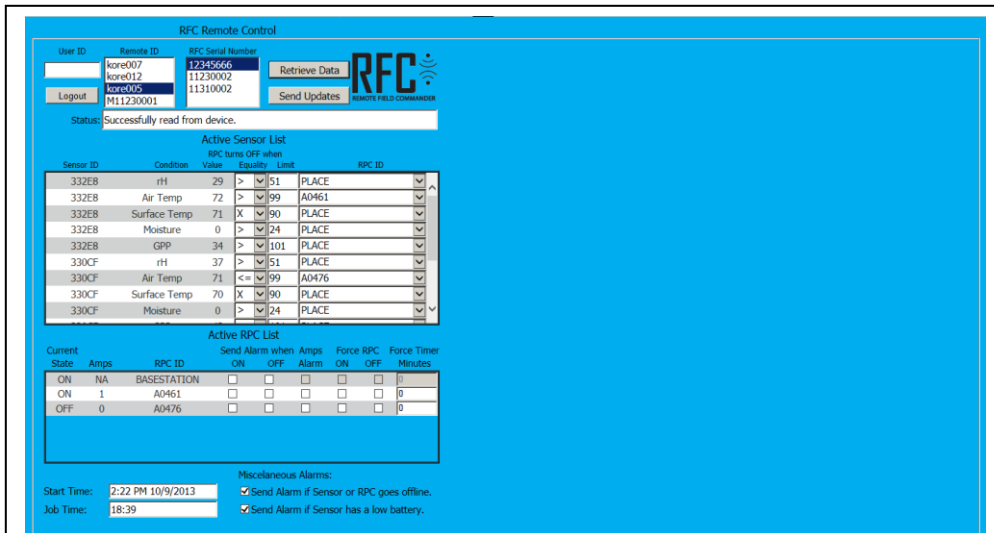 RFC Remote Control
User ID Remote ID RFC Serial Number
kore007 12345666
kore012 11230002
kore005 11310002
M11230001
Logout
Retrieve Data
Send Updates
RFC
REMOTE FIELD COMMANDER
Status: Successfully read from device.
Active Sensor List
RPC turns OFF when
Sensor ID Condition Value Equality Limit RPC ID
332E8 rH 29 > 51 PLACE
332E8 Air Temp 72 > 99 A0461
332E8 Surface Temp 71 X 90 PLACE
332E8 Moisture 0 > 24 PLACE
332E8 GPP 34 > 101 PLACE
330CF rH 37 > 51 PLACE
330CF Air Temp 71 <= 99 A0476
330CF Surface Temp 70 X 90 PLACE
330CF Moisture 0 > 24 PLACE
Active RPC List
Current Send Alarm when Amps Force RPC Force Timer
State Amps RPC ID ON OFF Alarm ON OFF Minutes
ON NA BASESTATION 0
ON 1 A0461 0
OFF 0 A0476 0
Miscelaneous Alarms:
Start Time: 2:22 PM 10/9/2013 Send Alarm if Sensor or RPC goes offline.
Job Time: 18:39 Send Alarm if Sensor has a low battery.